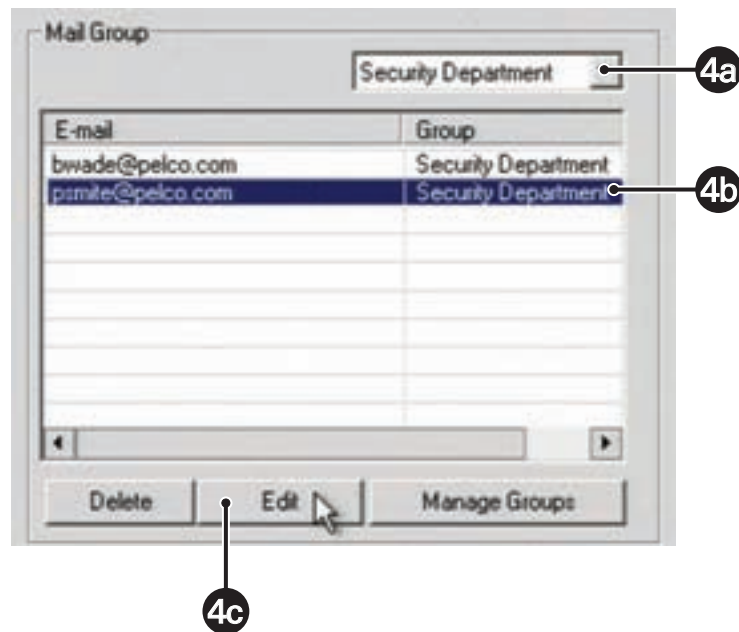 Mail Group
Security Department
4a
E-mail
Group
bwade@pelco.com
Security Department
psmite@pelco.com
Security Department
4b
Delete
Edit
Manage Groups
4c